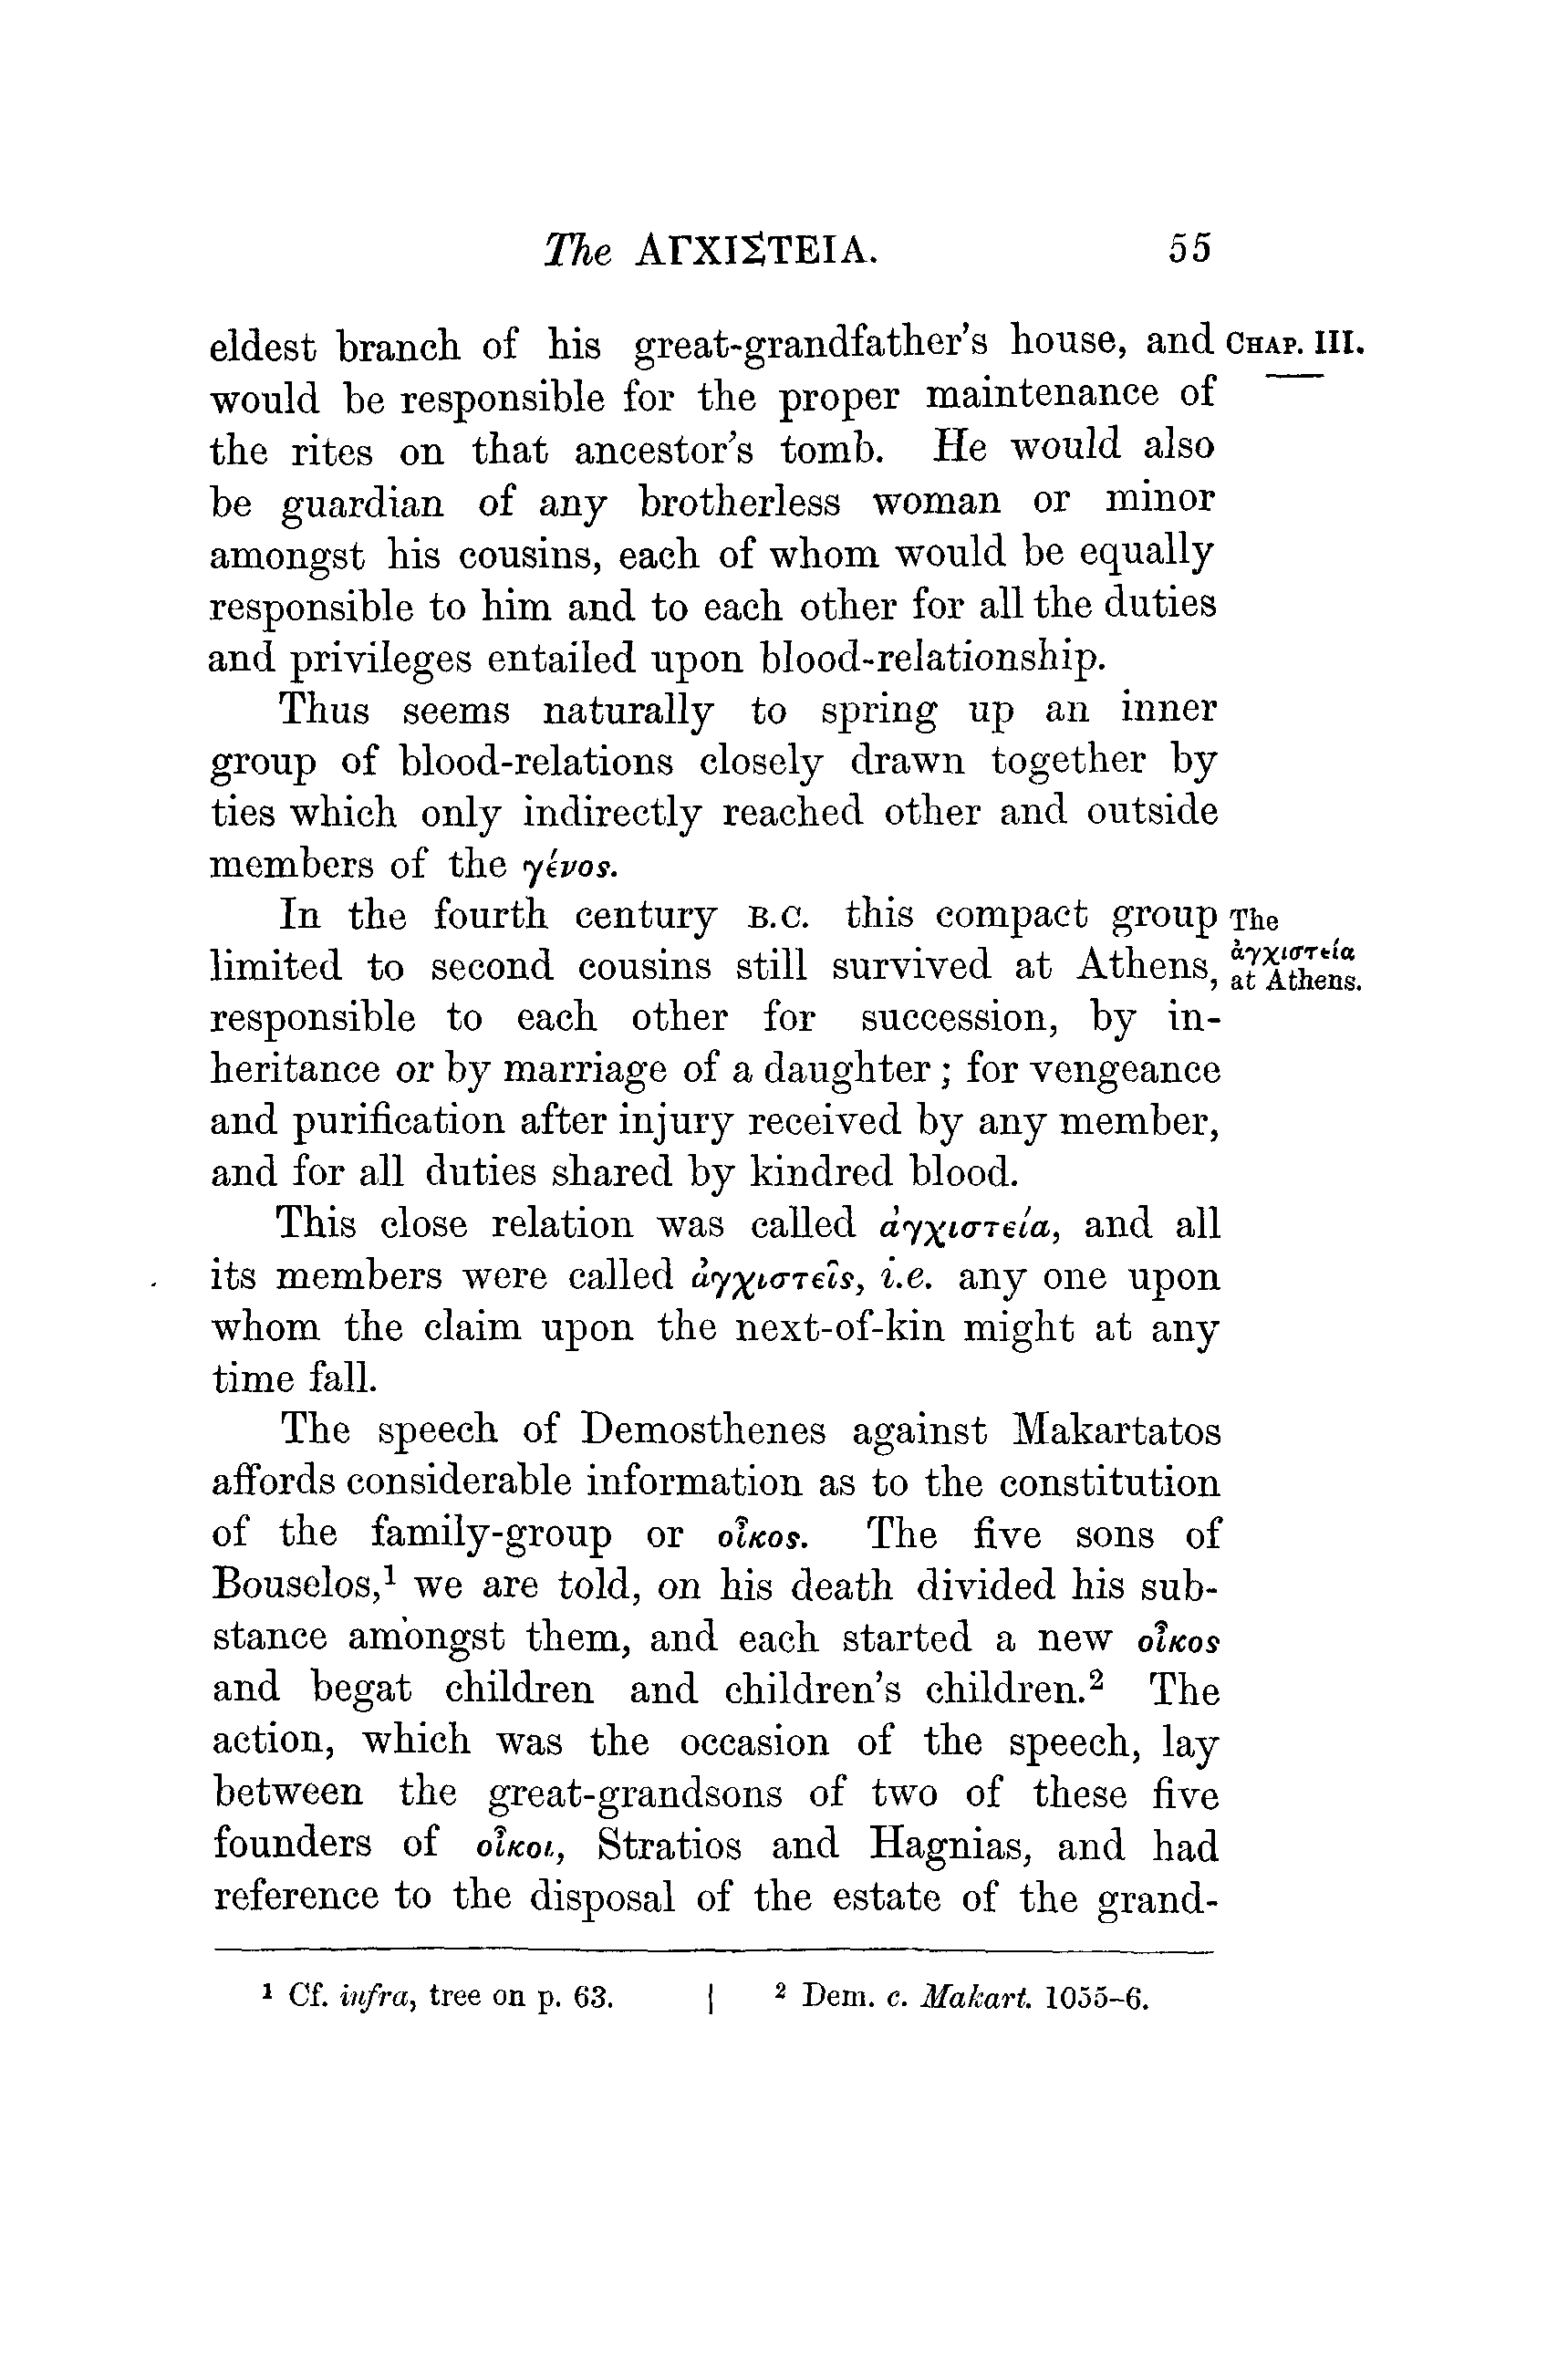 The ΑΓΧΙΣΤΕΙΑ. 55
eldest branch of his great-grandfather's house, and CHAP. III.
would be responsible for the proper maintenance of
the rites on that ancestor's tomb. He would also
be guardian of any brotherless woman or minor
amongst his cousins, each of whom would be equally
responsible to him and to each other for all the duties
and privileges entailed upon blood-relationship.
Thus seems naturally to spring up an inner
group of blood-relations closely drawn together by
ties which only indirectly reached other and outside
members of the γένος.
In the fourth century B.C. this compact group The
limited to second cousins still survived at Athens, ἀγχιστεία
at Athens.
responsible to each other for succession, by in-
heritance or by marriage of a daughter; for vengeance
and purification after injury received by any member,
and for all duties shared by kindred blood.
This close relation was called ἀγχιστεία, and all
its members were called ἀγχιστεῖς, i.e. any one upon
whom the claim upon the next-of-kin might at any
time fall.
The speech of Demosthenes against Makartatos
affords considerable information as to the constitution
of the family-group or οἶκος. The five sons of
Bouselos,¹ we are told, on his death divided his sub-
stance amongst them, and each started a new οἶκος
and begat children and children's children.² The
action, which was the occasion of the speech, lay
between the great-grandsons of two of these five
founders of οἶκοι, Stratios and Hagnias, and had
reference to the disposal of the estate of the grand-
¹ Cf. infra, tree on p. 63. | ² Dem. c. Makart. 1055–6.